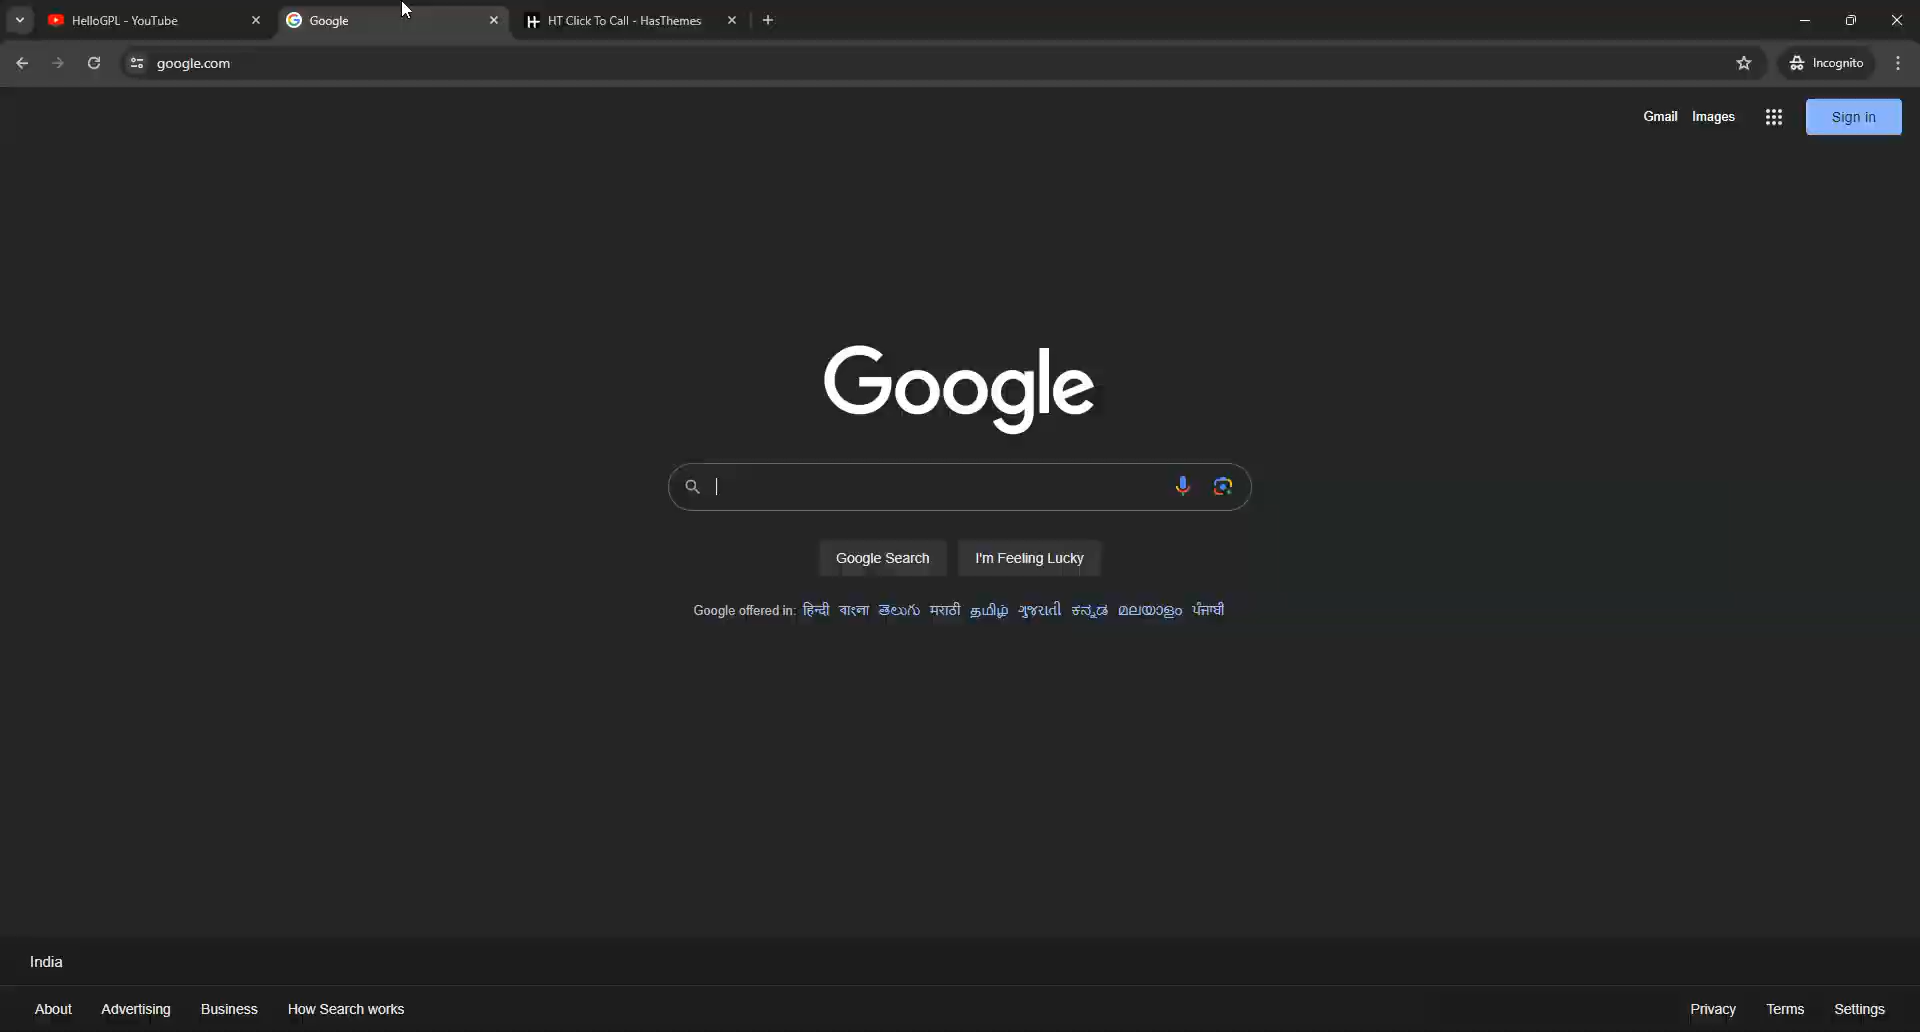 HelloGPL - YouTube
Google
HT Click To Call - HasThemes
google.com
Incognito
Gmail Images
Sign in
Google
Google Search
I'm Feeling Lucky
Google offered in: हिन्दी বাংলা తెలుగు मराठी தமிழ் ગુજરાતી ಕನ್ನಡ മലയാളം ਪੰਜਾਬੀ
India
About Advertising Business How Search works
Privacy Terms Settings